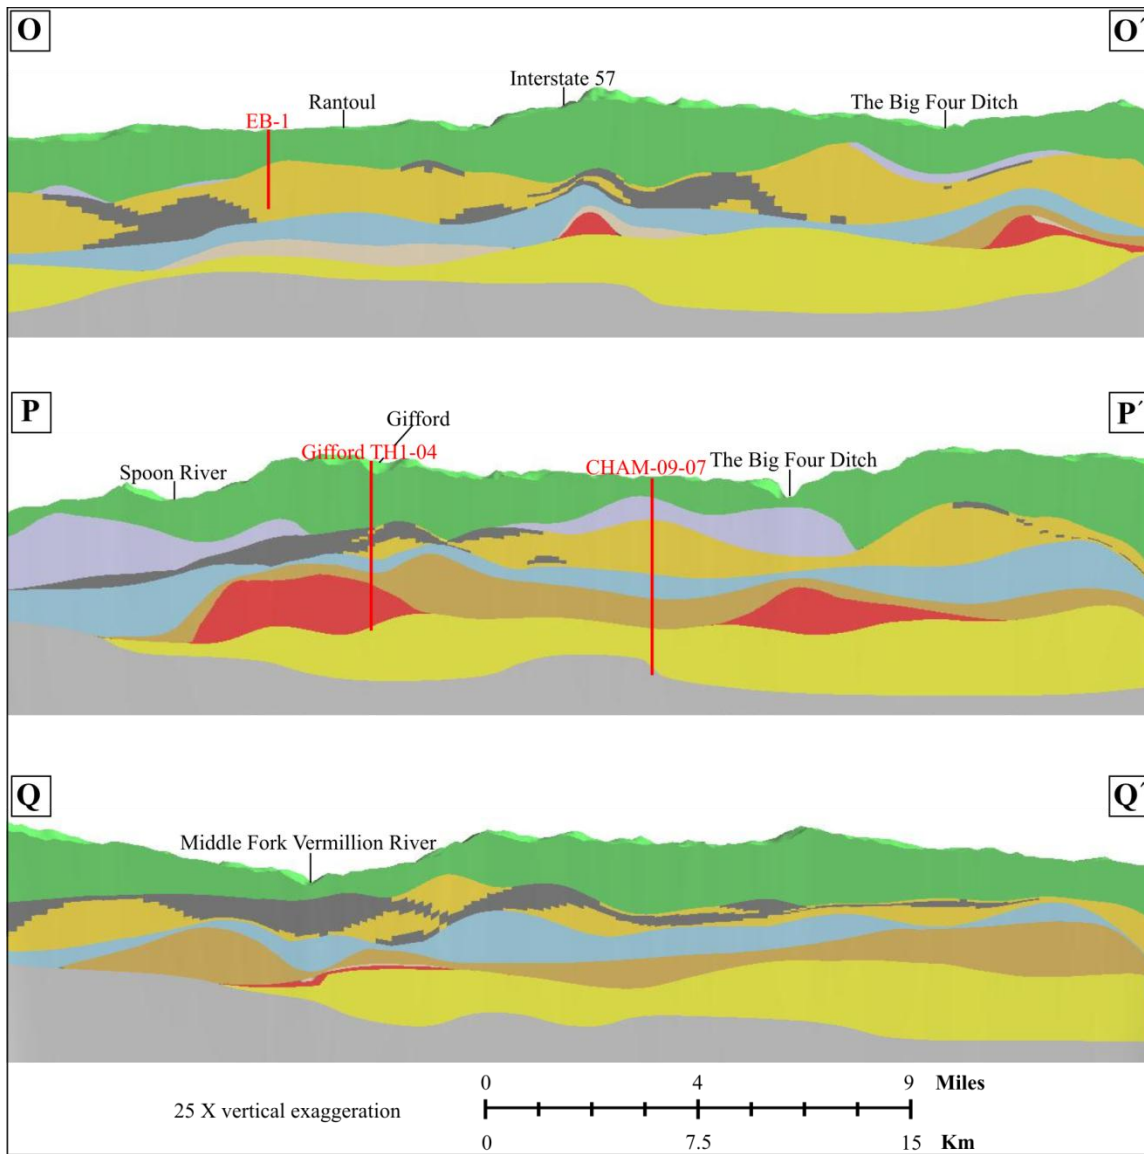 O
O´
Interstate 57
Rantoul
The Big Four Ditch
EB-1
P
P´
Gifford
Gifford TH1-04
CHAM-09-07
The Big Four Ditch
Spoon River
Q
Q´
Middle Fork Vermillion River
0 4 9 Miles
25 X vertical exaggeration
0 7.5 15 Km